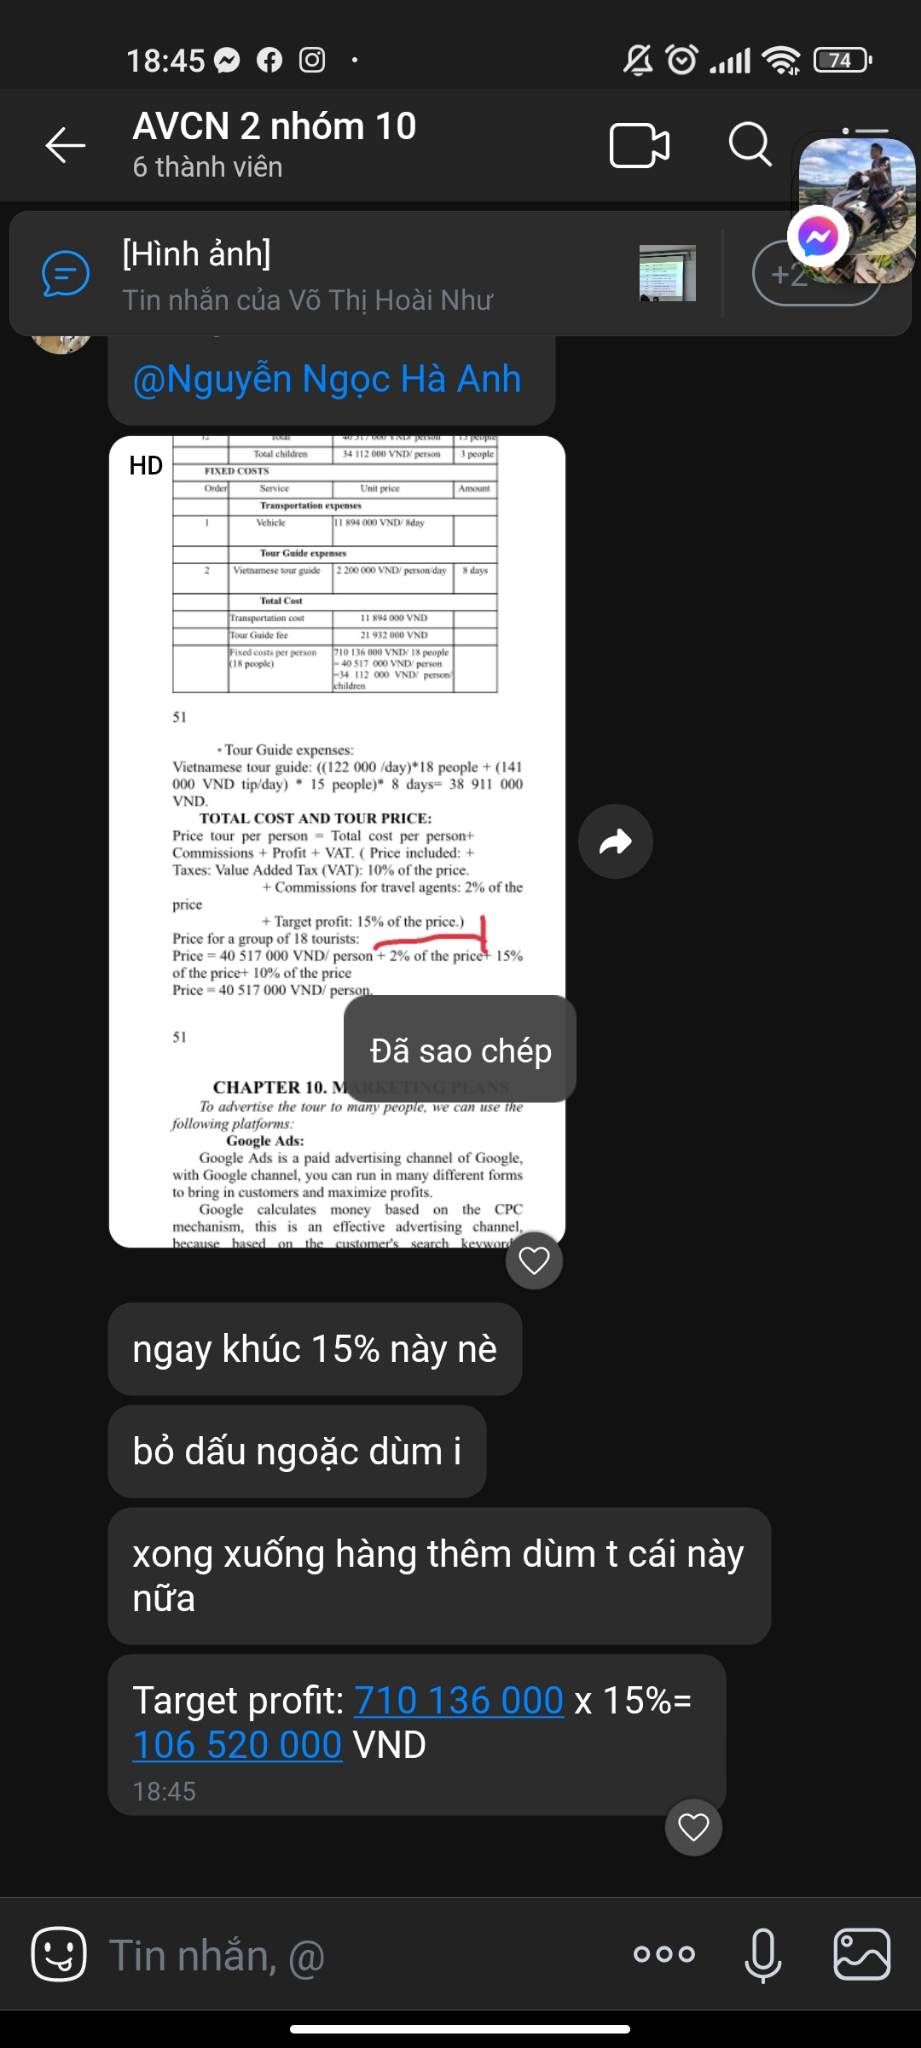 18:45
74
AVCN 2 nhóm 10
6 thành viên
[Hình ảnh]
Tin nhắn của Võ Thị Hoài Như
+2
@Nguyễn Ngọc Hà Anh
HD
12 Total 40 517 000 VND/ person 15 people
Total children 34 112 000 VND/ person 3 people
FIXED COSTS
Order Service Unit price Amount
Transportation expenses
1 Vehicle 11 894 000 VND/ 8day
Tour Guide expenses
2 Vietnamese tour guide 2 200 000 VND/ person/day 8 days
Total Cost
Transportation cost 11 894 000 VND
Tour Guide fee 21 932 000 VND
Fixed costs per person 710 136 000 VND/ 18 people
(18 people) = 40 517 000 VND/ person
=34 112 000 VND/ person/
children
51
• Tour Guide expenses:
Vietnamese tour guide: ((122 000 /day)*18 people + (141
000 VND tip/day) * 15 people)* 8 days= 38 911 000
VND.
TOTAL COST AND TOUR PRICE:
Price tour per person = Total cost per person+
Commissions + Profit + VAT. ( Price included: +
Taxes: Value Added Tax (VAT): 10% of the price.
+ Commissions for travel agents: 2% of the
price
+ Target profit: 15% of the price.)
Price for a group of 18 tourists:
Price = 40 517 000 VND/ person + 2% of the price+ 15%
of the price+ 10% of the price
Price = 40 517 000 VND/ person.
51
Đã sao chép
CHAPTER 10. MARKETING PLANS
To advertise the tour to many people, we can use the
following platforms:
Google Ads:
Google Ads is a paid advertising channel of Google,
with Google channel, you can run in many different forms
to bring in customers and maximize profits.
Google calculates money based on the CPC
mechanism, this is an effective advertising channel,
because based on the customer's search keyword
ngay khúc 15% này nè
bỏ dấu ngoặc dùm i
xong xuống hàng thêm dùm t cái này
nữa
Target profit: 710 136 000 x 15%=
106 520 000 VND
18:45
Tin nhắn, @